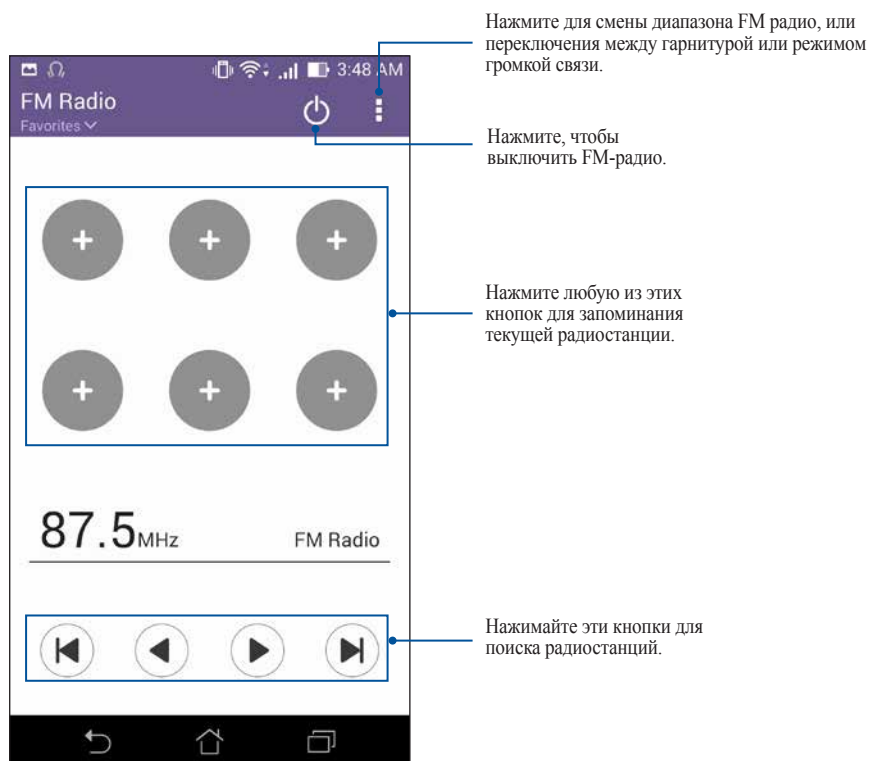 Нажмите для смены диапазона FM радио, или
переключения между гарнитурой или режимом
громкой связи.
3:48 AM
FM Radio
Favorites
Нажмите, чтобы
выключить FM-радио.
Нажмите любую из этих
кнопок для запоминания
текущей радиостанции.
87.5MHz FM Radio
Нажимайте эти кнопки для
поиска радиостанций.